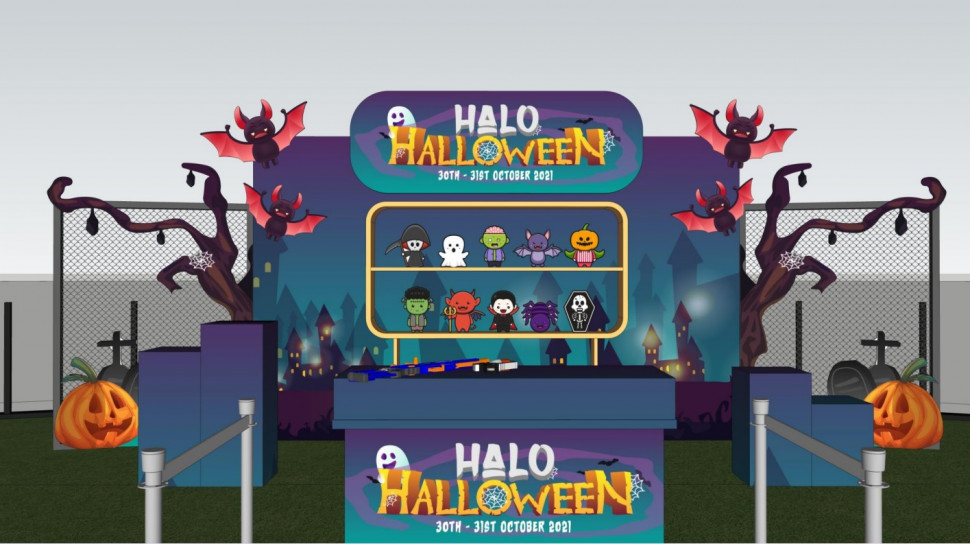 HALO
HALLOWEEN
30TH - 31ST OCTOBER 2021
HALO
HALLOWEEN
30TH - 31ST OCTOBER 2021